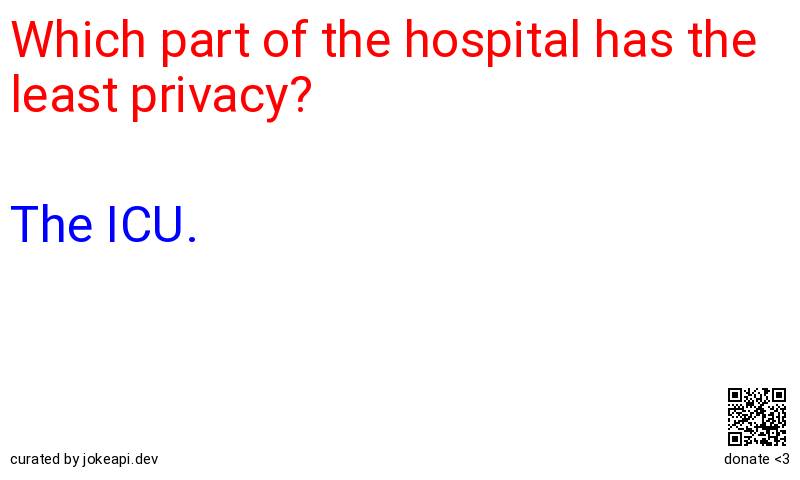 Which part of the hospital has the
least privacy?
The ICU.
curated by jokeapi.dev
donate <3